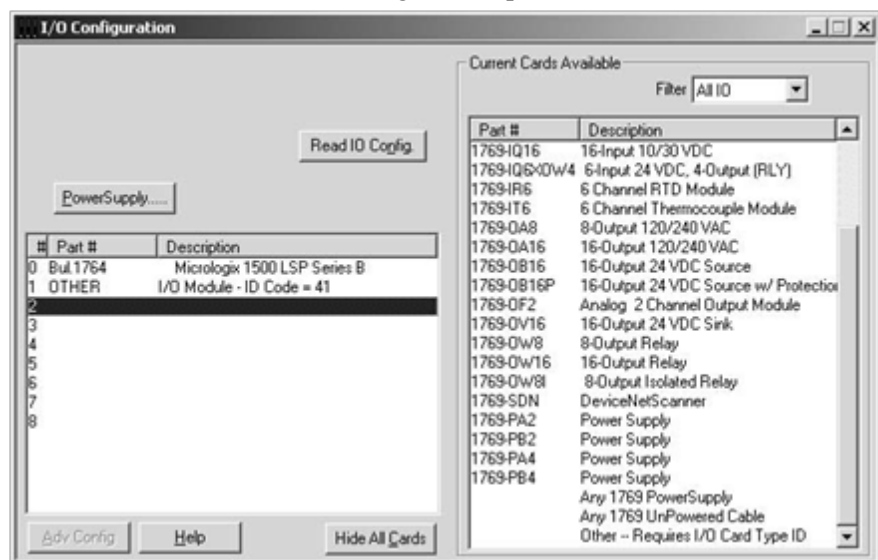 I/O Configuration
Read IO Config.
PowerSupply.....
# Part # Description
0 Bul.1764 Micrologix 1500 LSP Series B
1 OTHER I/O Module - ID Code = 41
2
3
4
5
6
7
8
Adv Config Help Hide All Cards
Current Cards Available
Filter All IO
Part # Description
1769-IQ16 16-Input 10/30 VDC
1769-IQ6XOW4 6-Input 24 VDC, 4-Output (RLY)
1769-IR6 6 Channel RTD Module
1769-IT6 6 Channel Thermocouple Module
1769-OA8 8-Output 120/240 VAC
1769-OA16 16-Output 120/240 VAC
1769-OB16 16-Output 24 VDC Source
1769-OB16P 16-Output 24 VDC Source w/ Protection
1769-OF2 Analog 2 Channel Output Module
1769-OV16 16-Output 24 VDC Sink
1769-OW8 8-Output Relay
1769-OW16 16-Output Relay
1769-OW8I 8-Output Isolated Relay
1769-SDN DeviceNetScanner
1769-PA2 Power Supply
1769-PB2 Power Supply
1769-PA4 Power Supply
1769-PB4 Power Supply
Any 1769 PowerSupply
Any 1769 UnPowered Cable
Other -- Requires I/O Card Type ID